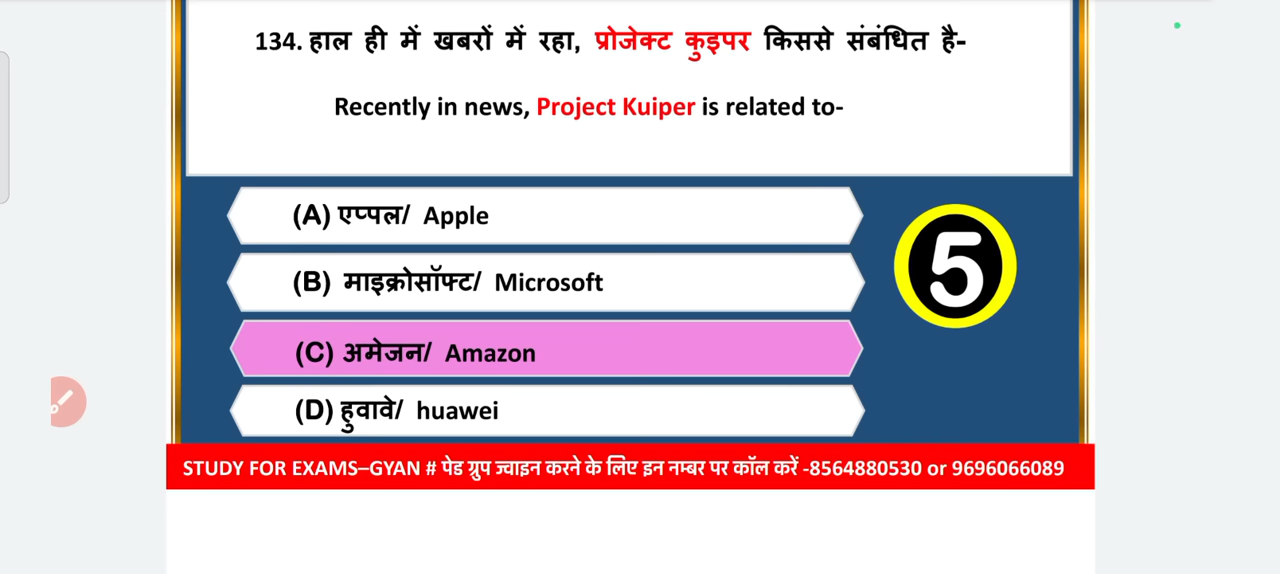 134. हाल ही में खबरों में रहा, प्रोजेक्ट कुइपर किससे संबंधित है-
Recently in news, Project Kuiper is related to-
(A) एप्पल/ Apple
(B) माइक्रोसॉफ्ट/ Microsoft
5
(C) अमेजन/ Amazon
(D) हुवावे/ huawei
STUDY FOR EXAMS–GYAN # पेड ग्रुप ज्वाइन करने के लिए इन नम्बर पर कॉल करें -8564880530 or 9696066089